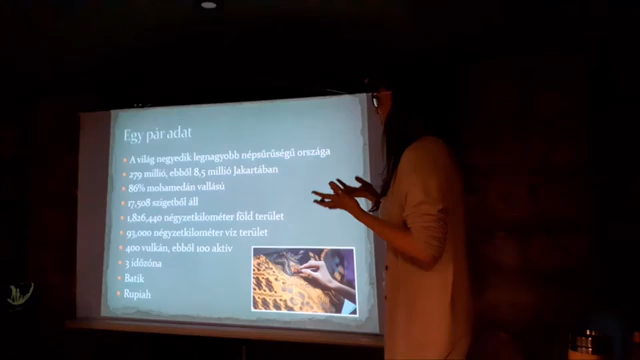 Egy pár adat
A világ negyedik legnagyobb népsűrűségű országa
279 millió, ebből 8,5 millió Jakartában
86% mohamedán vallású
17,508 szigetből áll
1,826,440 négyzetkilométer föld terület
93,000 négyzetkilométer víz terület
400 vulkán, ebből 100 aktív
3 időzóna
Batik
Rupiah